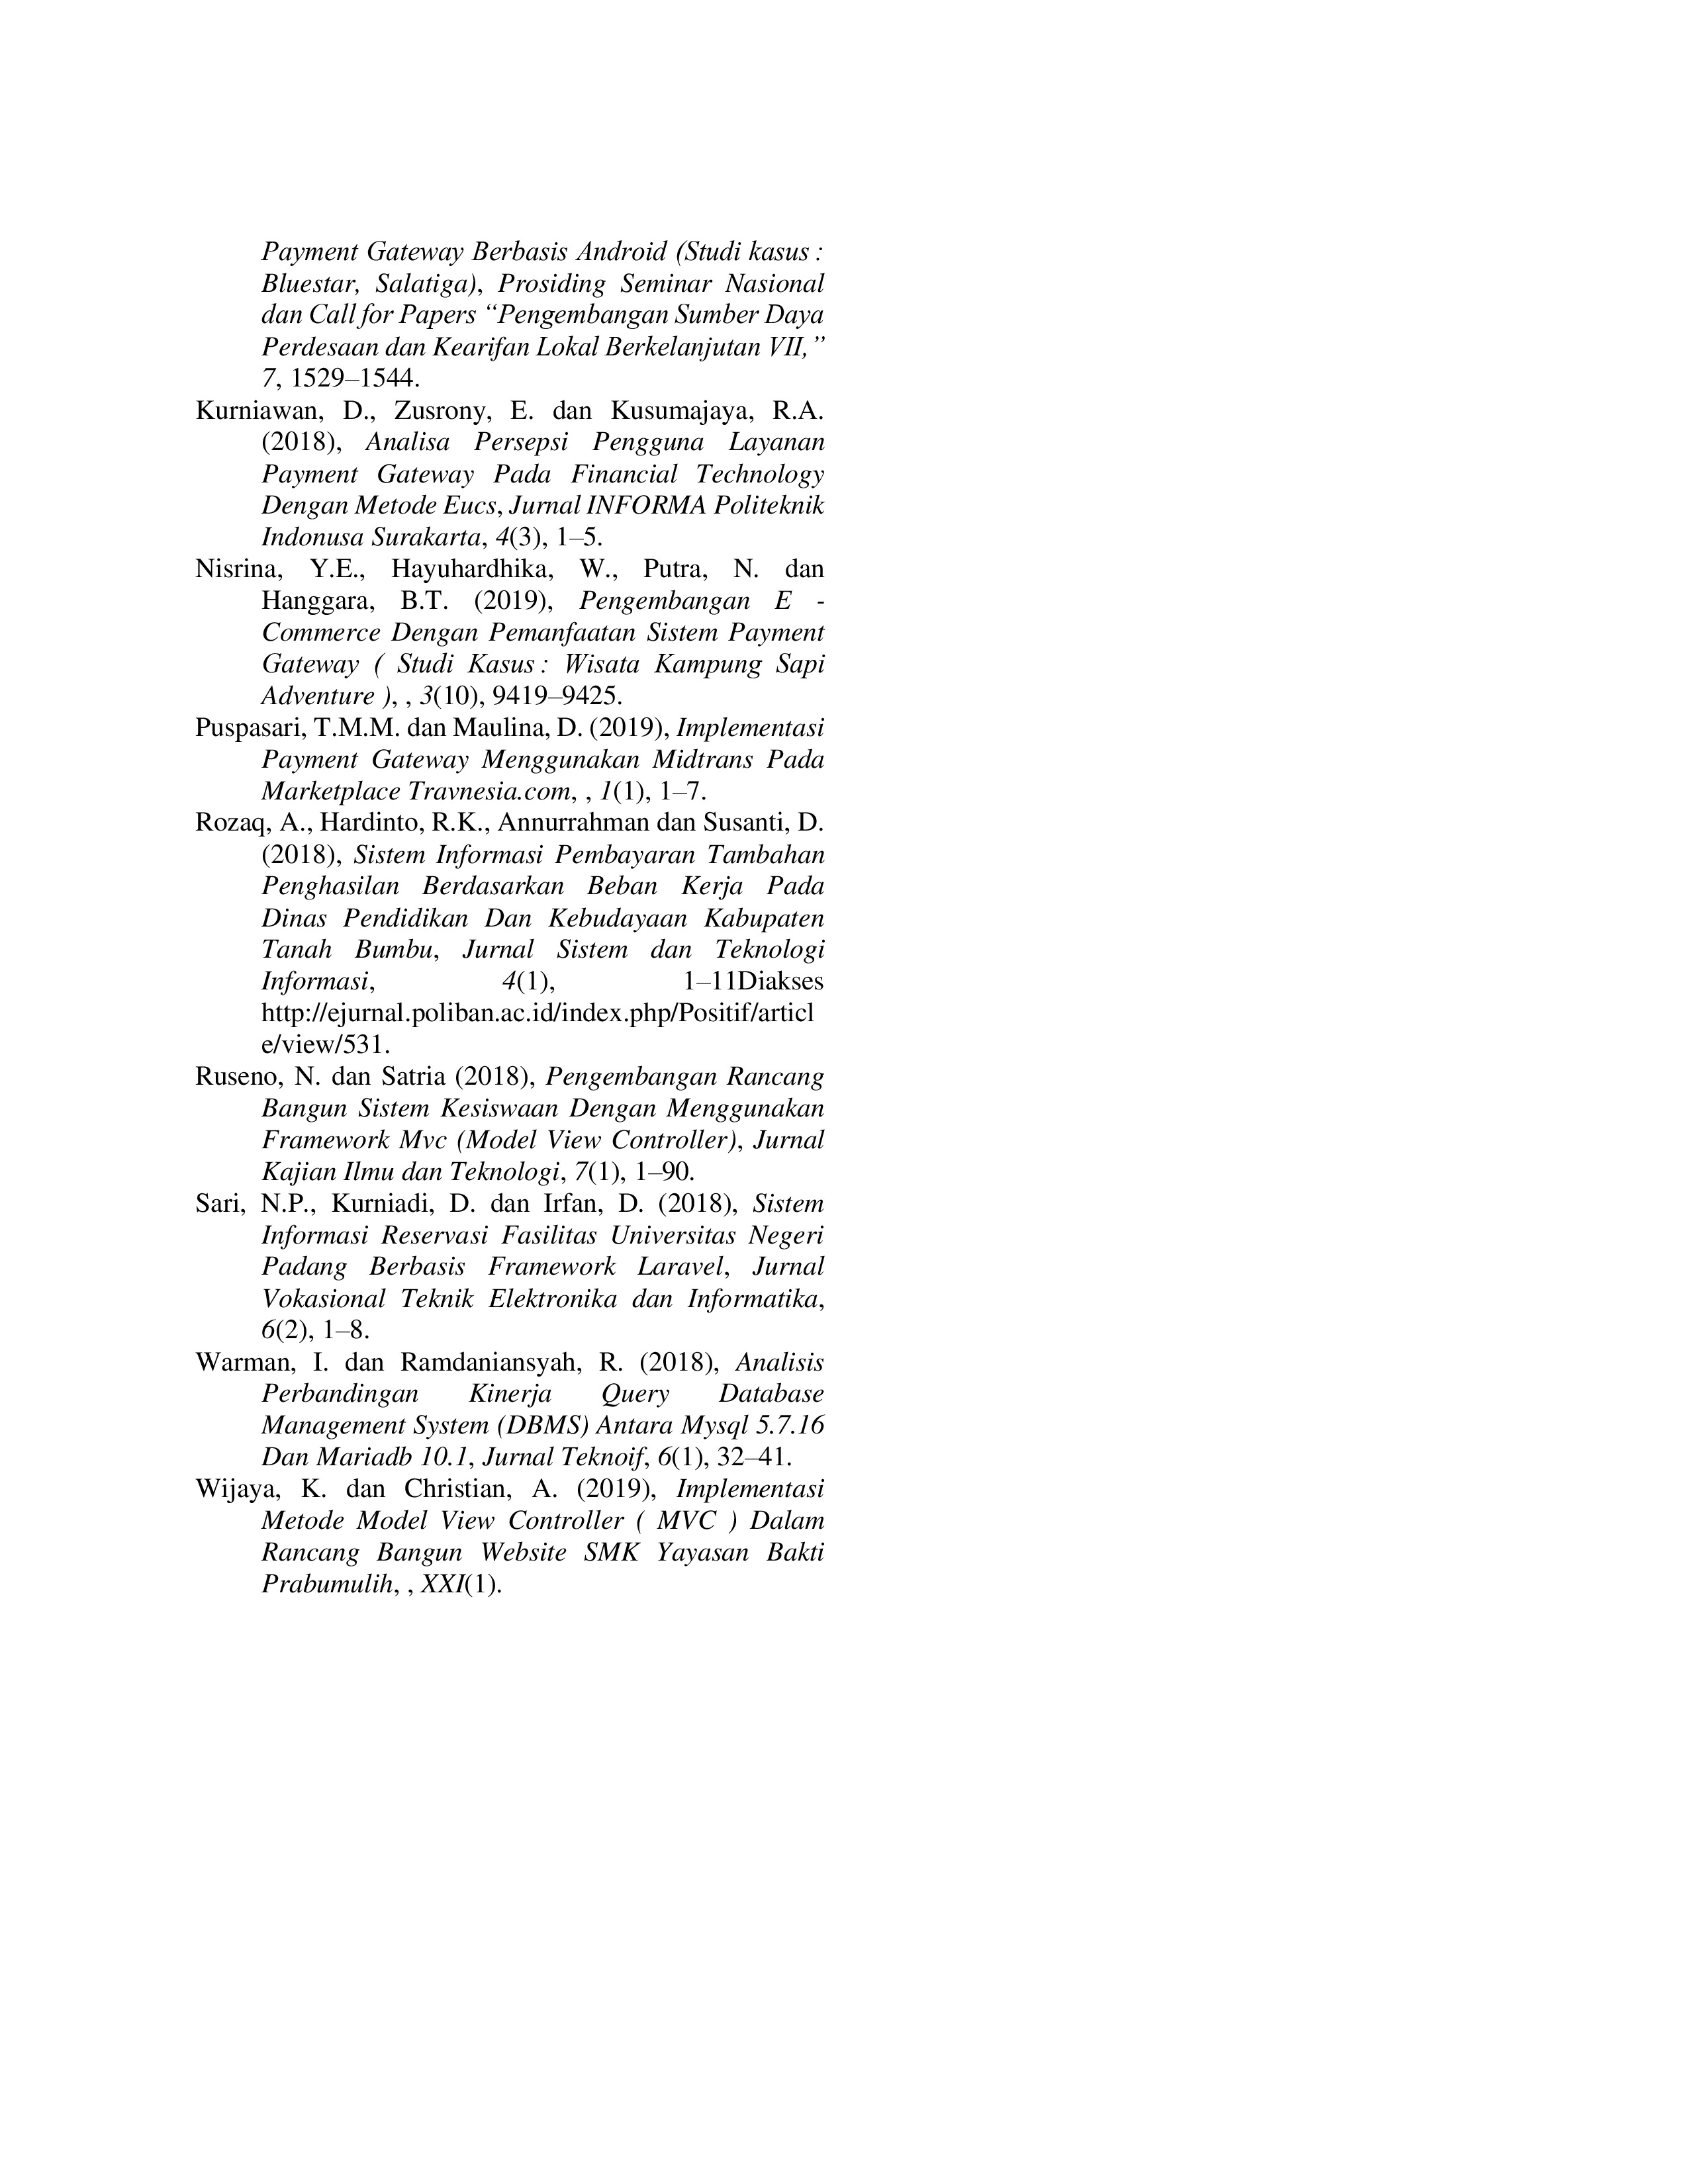 Payment Gateway Berbasis Android (Studi kasus :
Bluestar, Salatiga), Prosiding Seminar Nasional
dan Call for Papers “Pengembangan Sumber Daya
Perdesaan dan Kearifan Lokal Berkelanjutan VII,”
7, 1529–1544.
Kurniawan, D., Zusrony, E. dan Kusumajaya, R.A.
(2018), Analisa Persepsi Pengguna Layanan
Payment Gateway Pada Financial Technology
Dengan Metode Eucs, Jurnal INFORMA Politeknik
Indonusa Surakarta, 4(3), 1–5.
Nisrina, Y.E., Hayuhardhika, W., Putra, N. dan
Hanggara, B.T. (2019), Pengembangan E -
Commerce Dengan Pemanfaatan Sistem Payment
Gateway ( Studi Kasus : Wisata Kampung Sapi
Adventure ), , 3(10), 9419–9425.
Puspasari, T.M.M. dan Maulina, D. (2019), Implementasi
Payment Gateway Menggunakan Midtrans Pada
Marketplace Travnesia.com, , 1(1), 1–7.
Rozaq, A., Hardinto, R.K., Annurrahman dan Susanti, D.
(2018), Sistem Informasi Pembayaran Tambahan
Penghasilan Berdasarkan Beban Kerja Pada
Dinas Pendidikan Dan Kebudayaan Kabupaten
Tanah Bumbu, Jurnal Sistem dan Teknologi
Informasi, 4(1), 1–11Diakses
http://ejurnal.poliban.ac.id/index.php/Positif/articl
e/view/531.
Ruseno, N. dan Satria (2018), Pengembangan Rancang
Bangun Sistem Kesiswaan Dengan Menggunakan
Framework Mvc (Model View Controller), Jurnal
Kajian Ilmu dan Teknologi, 7(1), 1–90.
Sari, N.P., Kurniadi, D. dan Irfan, D. (2018), Sistem
Informasi Reservasi Fasilitas Universitas Negeri
Padang Berbasis Framework Laravel, Jurnal
Vokasional Teknik Elektronika dan Informatika,
6(2), 1–8.
Warman, I. dan Ramdaniansyah, R. (2018), Analisis
Perbandingan Kinerja Query Database
Management System (DBMS) Antara Mysql 5.7.16
Dan Mariadb 10.1, Jurnal Teknoif, 6(1), 32–41.
Wijaya, K. dan Christian, A. (2019), Implementasi
Metode Model View Controller ( MVC ) Dalam
Rancang Bangun Website SMK Yayasan Bakti
Prabumulih, , XXI(1).